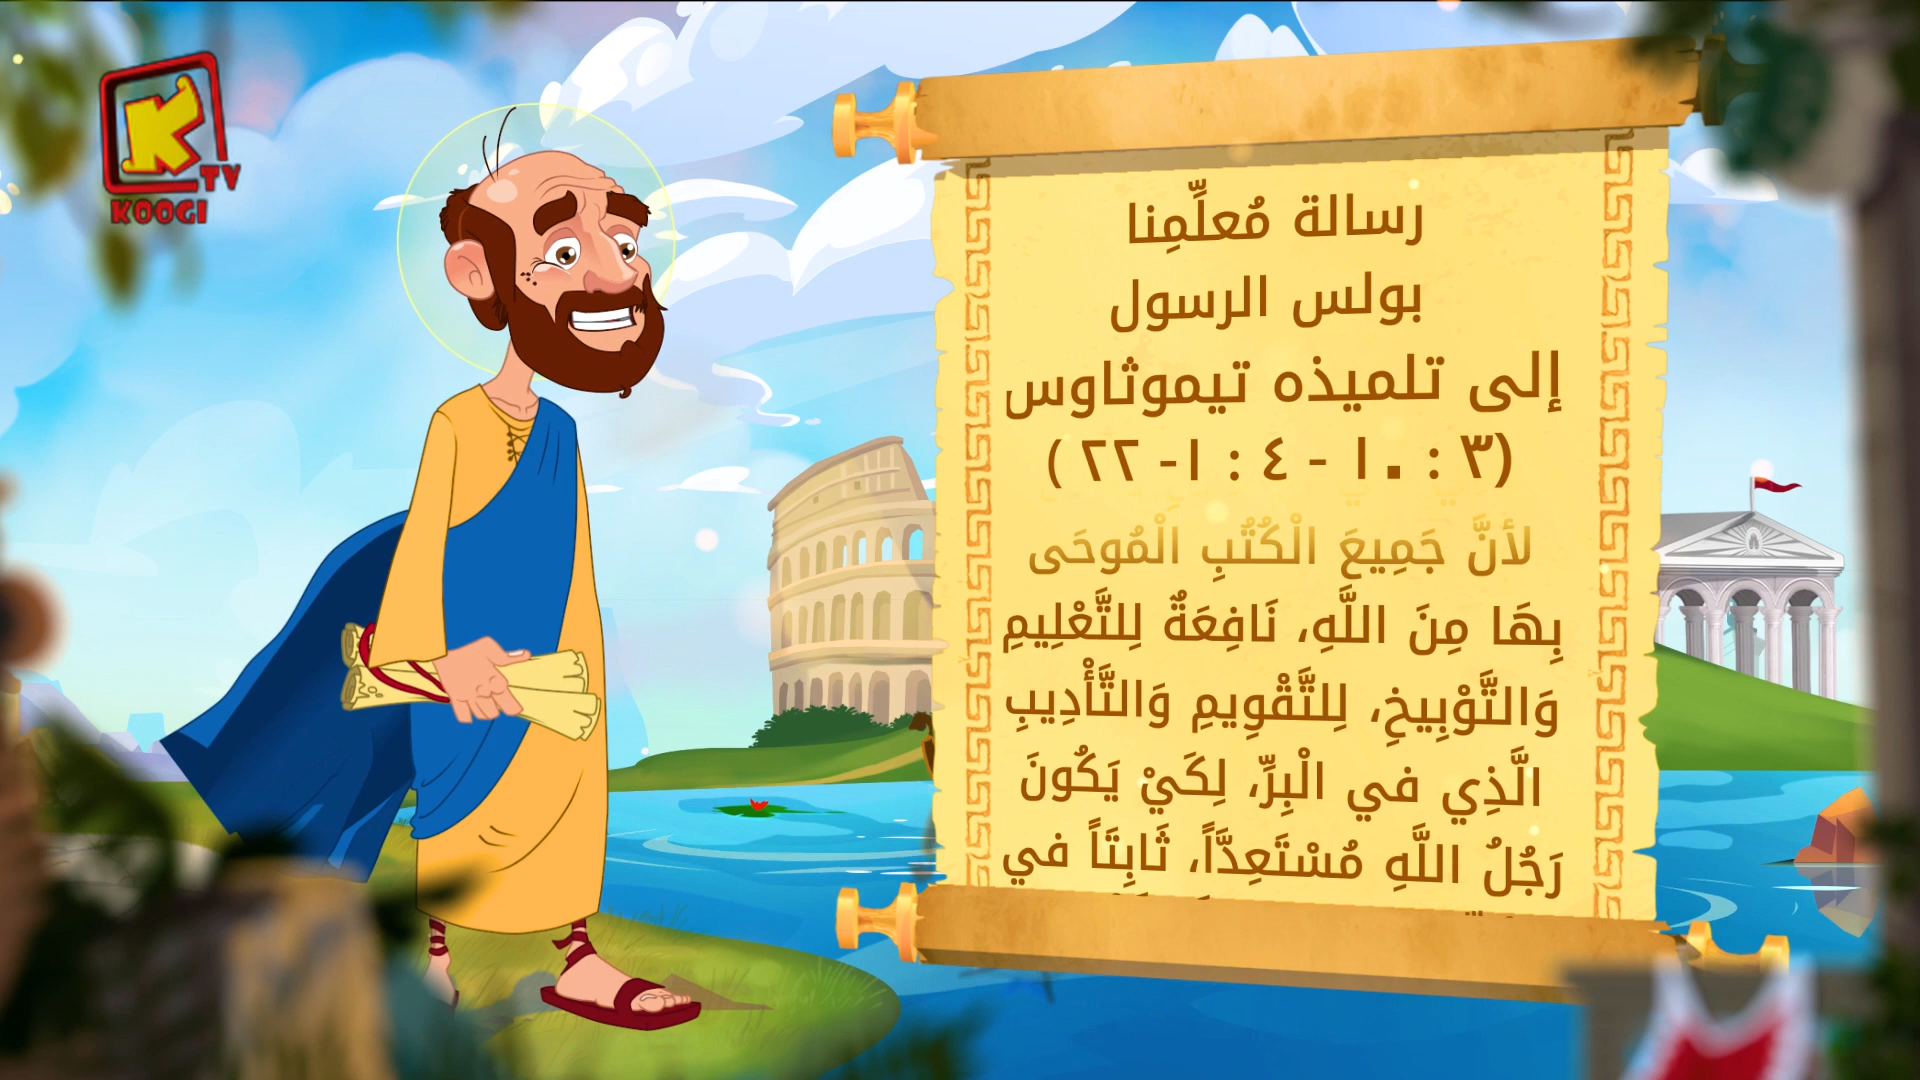 K
TV
KOOGI
رسالة مُعلِّمِنا
بولس الرسول
إلى تلميذه تيموثاوس
(٣ : ١٠ - ٤ : ١- ٢٢ )
لأنَّ جَمِيعَ الْكُتُبِ الْمُوحَى
بِهَا مِنَ اللَّهِ، نَافِعَةٌ لِلتَّعْلِيمِ
وَالتَّوْبِيخِ، لِلتَّقْوِيمِ وَالتَّأْدِيبِ
الَّذِي في الْبِرِّ، لِكَيْ يَكُونَ
رَجُلُ اللَّهِ مُسْتَعِدَّاً، ثَابِتَاً في